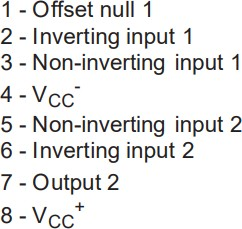 1 - Offset null 1
2 - Inverting input 1
3 - Non-inverting input 1
4 - VCC-
5 - Non-inverting input 2
6 - Inverting input 2
7 - Output 2
8 - VCC+